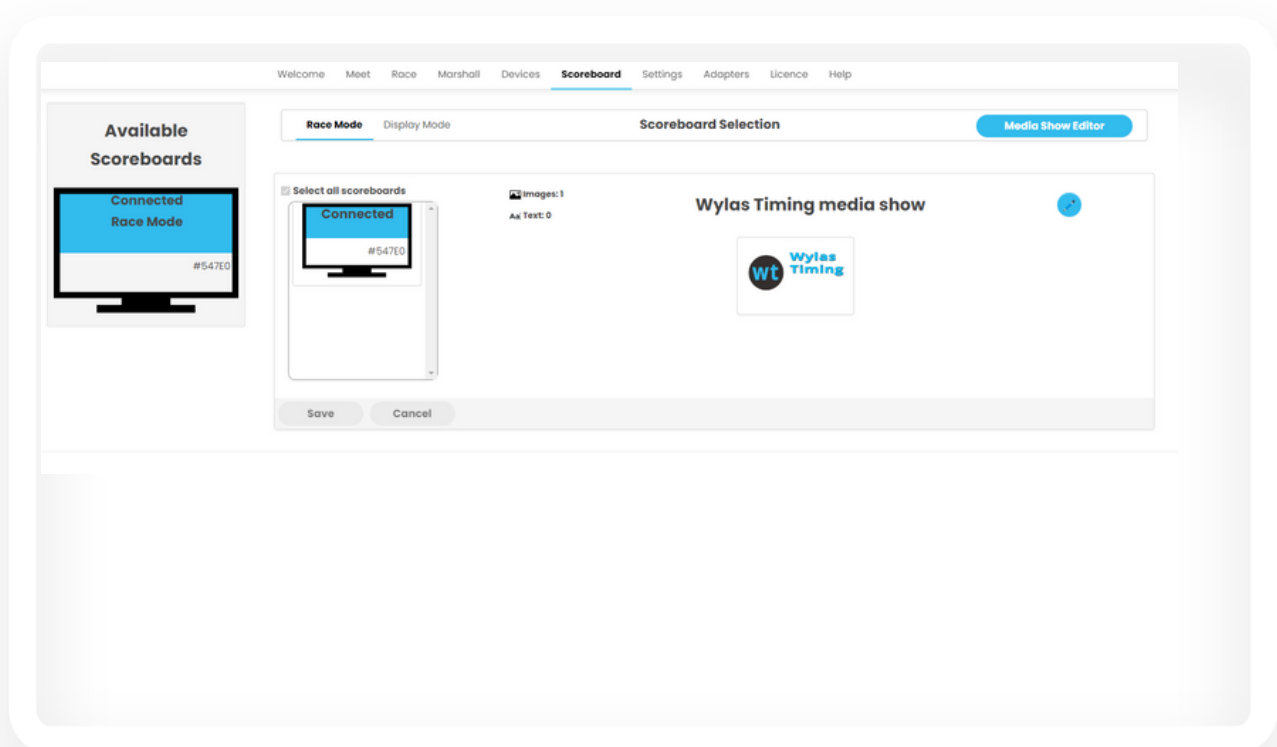 Welcome Meet Race Marshall Devices Scoreboard Settings Adapters Licence Help
Available
Scoreboards
Connected
Race Mode
#547E0
Race Mode Display Mode Scoreboard Selection Media Show Editor
Select all scoreboards
Connected
#547E0
Images: 1
Aa Text: 0
Wylas Timing media show
wt Wylas
Timing
Save Cancel